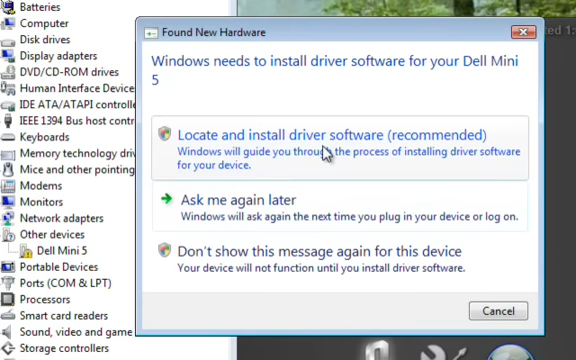 Batteries
Computer
Disk drives
Display adapters
DVD/CD-ROM drives
Human Interface Device
IDE ATA/ATAPI controlle
IEEE 1394 Bus host contr
Keyboards
Memory technology driv
Mice and other pointing
Modems
Monitors
Network adapters
Other devices
Dell Mini 5
Portable Devices
Ports (COM & LPT)
Processors
Smart card readers
Sound, video and game
Storage controllers
Found New Hardware
Windows needs to install driver software for your Dell Mini
5
Locate and install driver software (recommended)
Windows will guide you through the process of installing driver software
for your device.
Ask me again later
Windows will ask again the next time you plug in your device or log on.
Don't show this message again for this device
Your device will not function until you install driver software.
Cancel